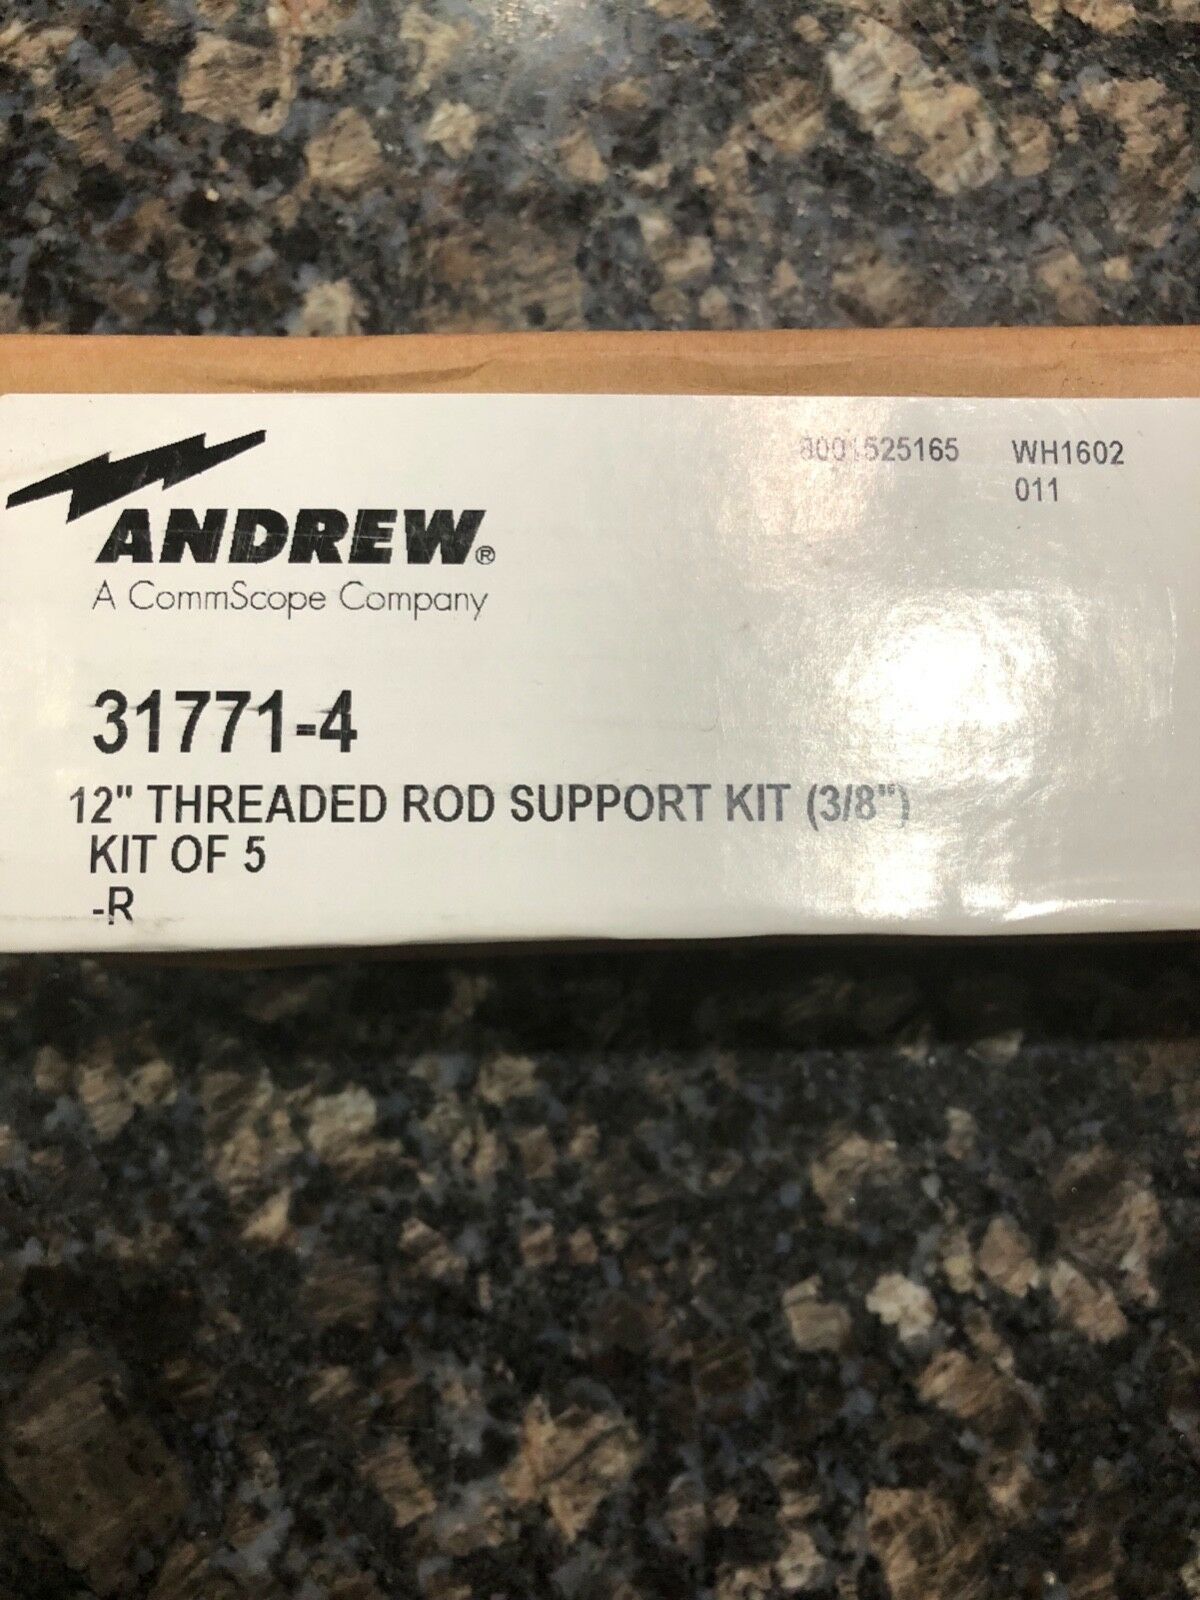 8001525165 WH1602
011
ANDREW®
A CommScope Company
31771-4
12" THREADED ROD SUPPORT KIT (3/8")
KIT OF 5
-R